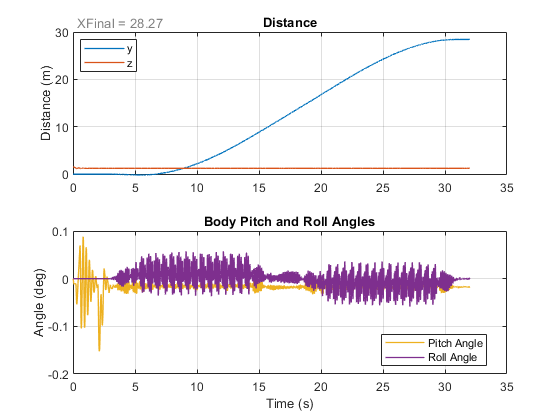 XFinal = 28.27
Distance
30
20
10
0
Distance (m)
y
z
0 5 10 15 20 25 30 35
Body Pitch and Roll Angles
0.1
0
-0.1
-0.2
Angle (deg)
Pitch Angle
Roll Angle
0 5 10 15 20 25 30 35
Time (s)